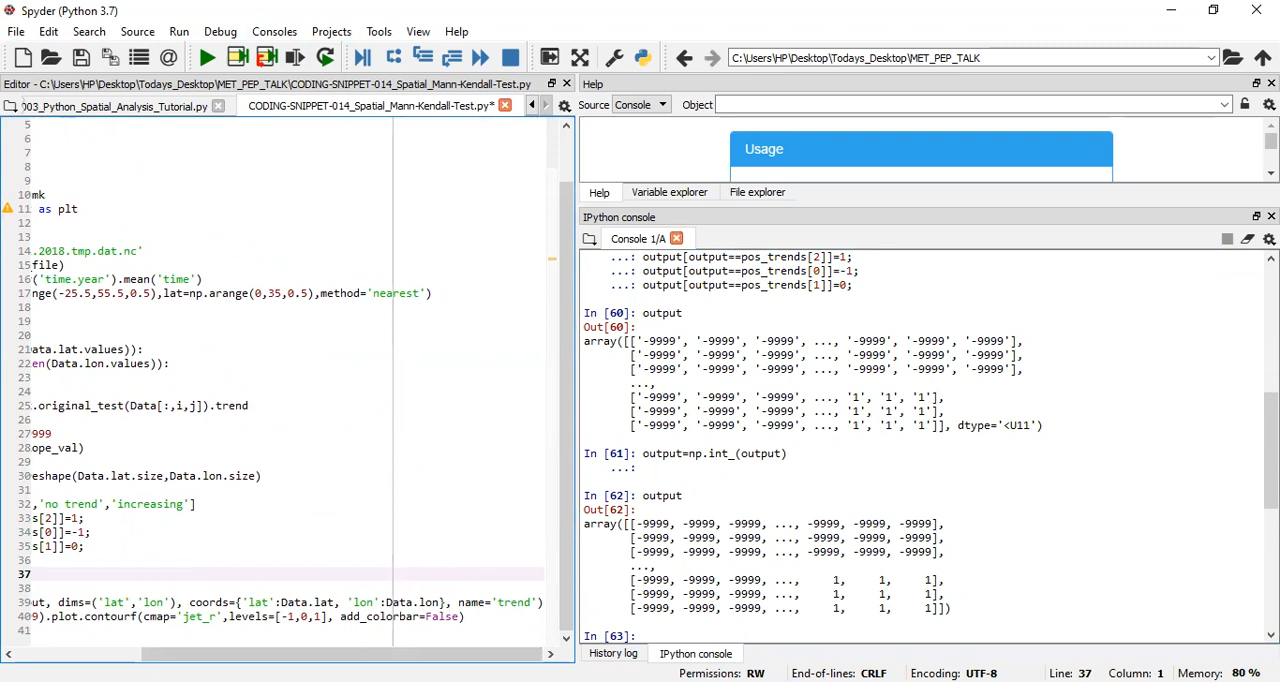 Spyder (Python 3.7)
File Edit Search Source Run Debug Consoles Projects Tools View Help
C:\Users\HP\Desktop\Todays_Desktop\MET_PEP_TALK
Editor - C:\Users\HP\Desktop\Todays_Desktop\MET_PEP_TALK\CODING-SNIPPET-014_Spatial_Mann-Kendall-Test.py
003_Python_Spatial_Analysis_Tutorial.py CODING-SNIPPET-014_Spatial_Mann-Kendall-Test.py*
5
6
7
8
9
10 mk
11 as plt
12
13
14 .2018.tmp.dat.nc'
15 file)
16 ('time.year').mean('time')
17 nge(-25.5,55.5,0.5),lat=np.arange(0,35,0.5),method='nearest')
18
19
20
21 ata.lat.values)):
22 en(Data.lon.values)):
23
24
25 .original_test(Data[:,i,j]).trend
26
27 999
28 ope_val)
29
30 eshape(Data.lat.size,Data.lon.size)
31
32 ,'no trend','increasing']
33 s[2]]=1;
34 s[0]]=-1;
35 s[1]]=0;
36
37
38
39 ut, dims=('lat','lon'), coords={'lat':Data.lat, 'lon':Data.lon}, name='trend')
40 9).plot.contourf(cmap='jet_r',levels=[-1,0,1], add_colorbar=False)
41
Help
Source Console Object
Usage
Help Variable explorer File explorer
IPython console
Console 1/A
...: output[output==pos_trends[2]]=1;
...: output[output==pos_trends[0]]=-1;
...: output[output==pos_trends[1]]=0;
In [60]: output
Out[60]:
array([['-9999', '-9999', '-9999', ..., '-9999', '-9999', '-9999'],
['-9999', '-9999', '-9999', ..., '-9999', '-9999', '-9999'],
['-9999', '-9999', '-9999', ..., '-9999', '-9999', '-9999'],
...,
['-9999', '-9999', '-9999', ..., '1', '1', '1'],
['-9999', '-9999', '-9999', ..., '1', '1', '1'],
['-9999', '-9999', '-9999', ..., '1', '1', '1']], dtype='<U11')
In [61]: output=np.int_(output)
...:
In [62]: output
Out[62]:
array([[-9999, -9999, -9999, ..., -9999, -9999, -9999],
[-9999, -9999, -9999, ..., -9999, -9999, -9999],
[-9999, -9999, -9999, ..., -9999, -9999, -9999],
...,
[-9999, -9999, -9999, ..., 1, 1, 1],
[-9999, -9999, -9999, ..., 1, 1, 1],
[-9999, -9999, -9999, ..., 1, 1, 1]])
In [63]:
History log IPython console
Permissions: RW End-of-lines: CRLF Encoding: UTF-8 Line: 37 Column: 1 Memory: 80 %